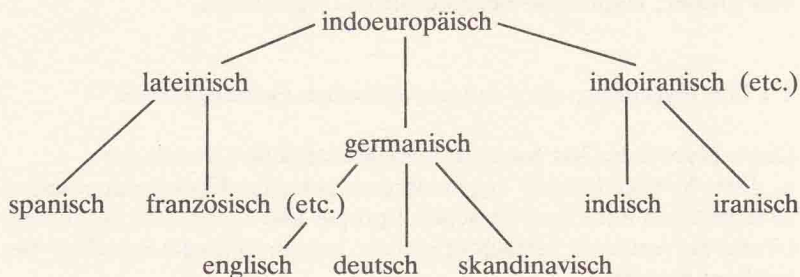 indoeuropäisch
lateinisch indoiranisch (etc.)
germanisch
spanisch französisch (etc.) indisch iranisch
englisch deutsch skandinavisch